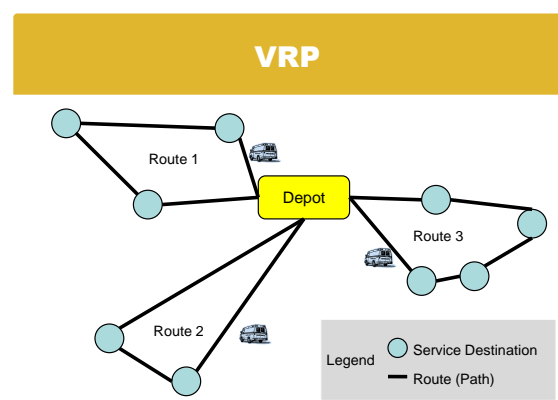 VRP
Route 1
Depot
Route 3
Route 2
Legend
Service Destination
Route (Path)